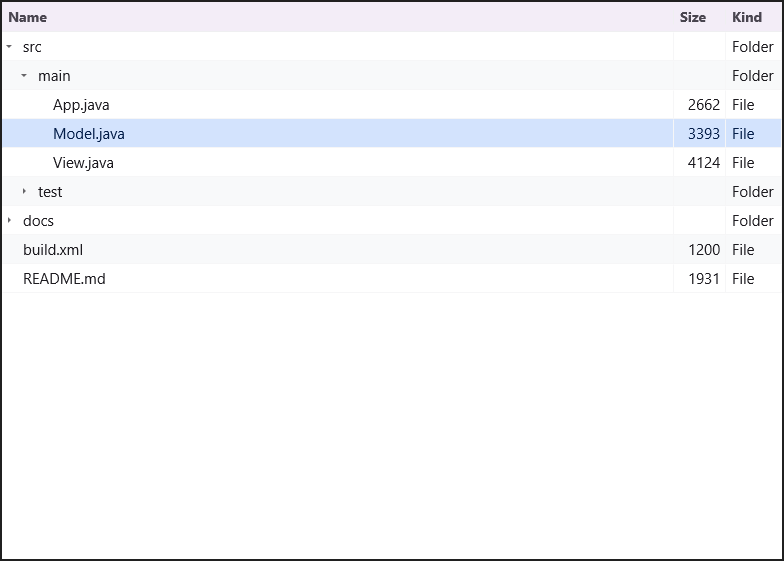 Name Size Kind
src Folder
main Folder
App.java 2662 File
Model.java 3393 File
View.java 4124 File
test Folder
docs Folder
build.xml 1200 File
README.md 1931 File